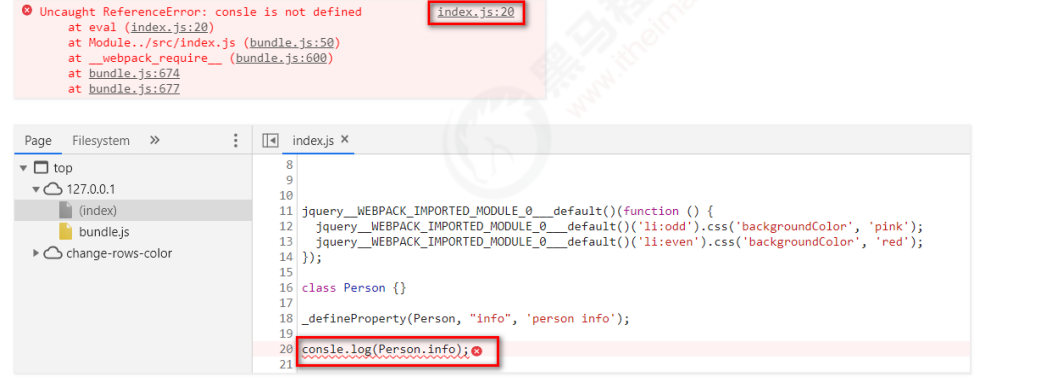 Uncaught ReferenceError: consle is not defined index.js:20
at eval (index.js:20)
at Module../src/index.js (bundle.js:50)
at __webpack_require__ (bundle.js:600)
at bundle.js:674
at bundle.js:677
Page Filesystem » index.js ×
top
127.0.0.1
(index)
bundle.js
change-rows-color
8
9
10
11 jquery__WEBPACK_IMPORTED_MODULE_0___default()(function () {
12 jquery__WEBPACK_IMPORTED_MODULE_0___default()('li:odd').css('backgroundColor', 'pink');
13 jquery__WEBPACK_IMPORTED_MODULE_0___default()('li:even').css('backgroundColor', 'red');
14 });
15
16 class Person {}
17
18 _defineProperty(Person, "info", 'person info');
19
20 consle.log(Person.info);
21